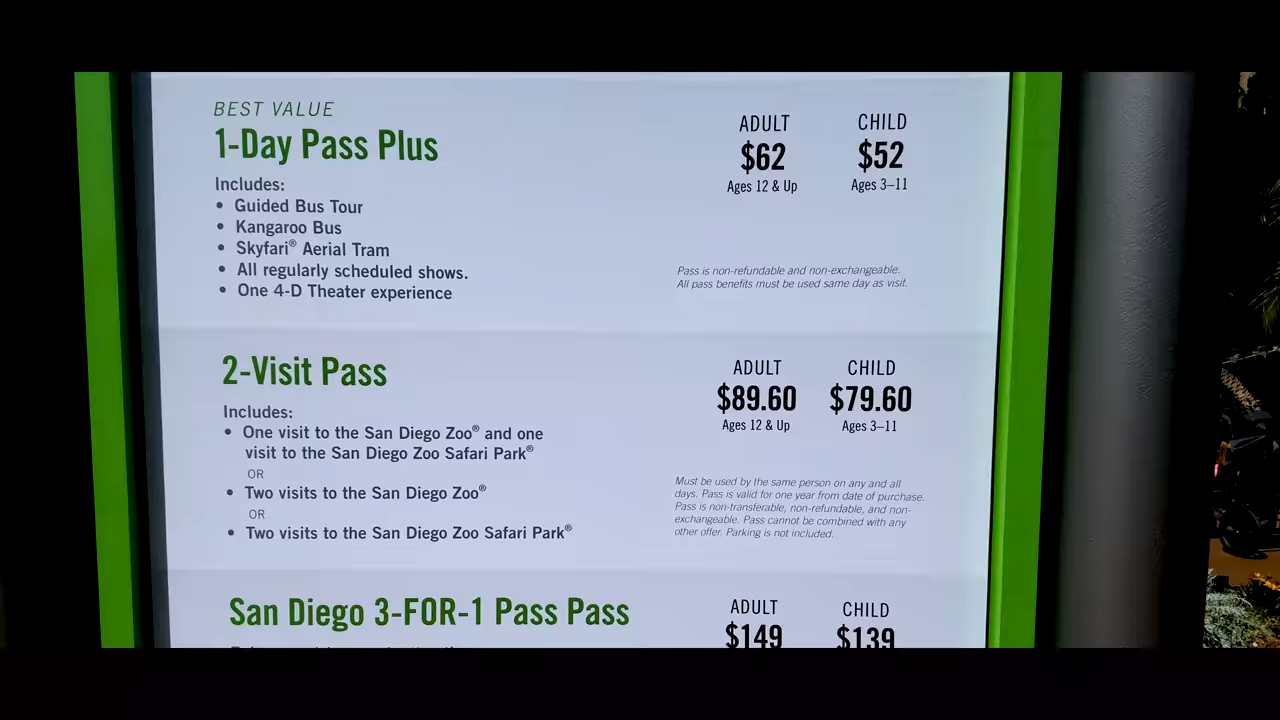 BEST VALUE
1-Day Pass Plus
Includes:
• Guided Bus Tour
• Kangaroo Bus
• Skyfari® Aerial Tram
• All regularly scheduled shows.
• One 4-D Theater experience
ADULT CHILD
$62 $52
Ages 12 & Up Ages 3–11
Pass is non-refundable and non-exchangeable.
All pass benefits must be used same day as visit.
2-Visit Pass
Includes:
• One visit to the San Diego Zoo® and one
visit to the San Diego Zoo Safari Park®
OR
• Two visits to the San Diego Zoo®
OR
• Two visits to the San Diego Zoo Safari Park®
ADULT CHILD
$89.60 $79.60
Ages 12 & Up Ages 3–11
Must be used by the same person on any and all
days. Pass is valid for one year from date of purchase.
Pass is non-transferable, non-refundable, and non-
exchangeable. Pass cannot be combined with any
other offer. Parking is not included.
San Diego 3-FOR-1 Pass Pass
ADULT CHILD
$149 $139